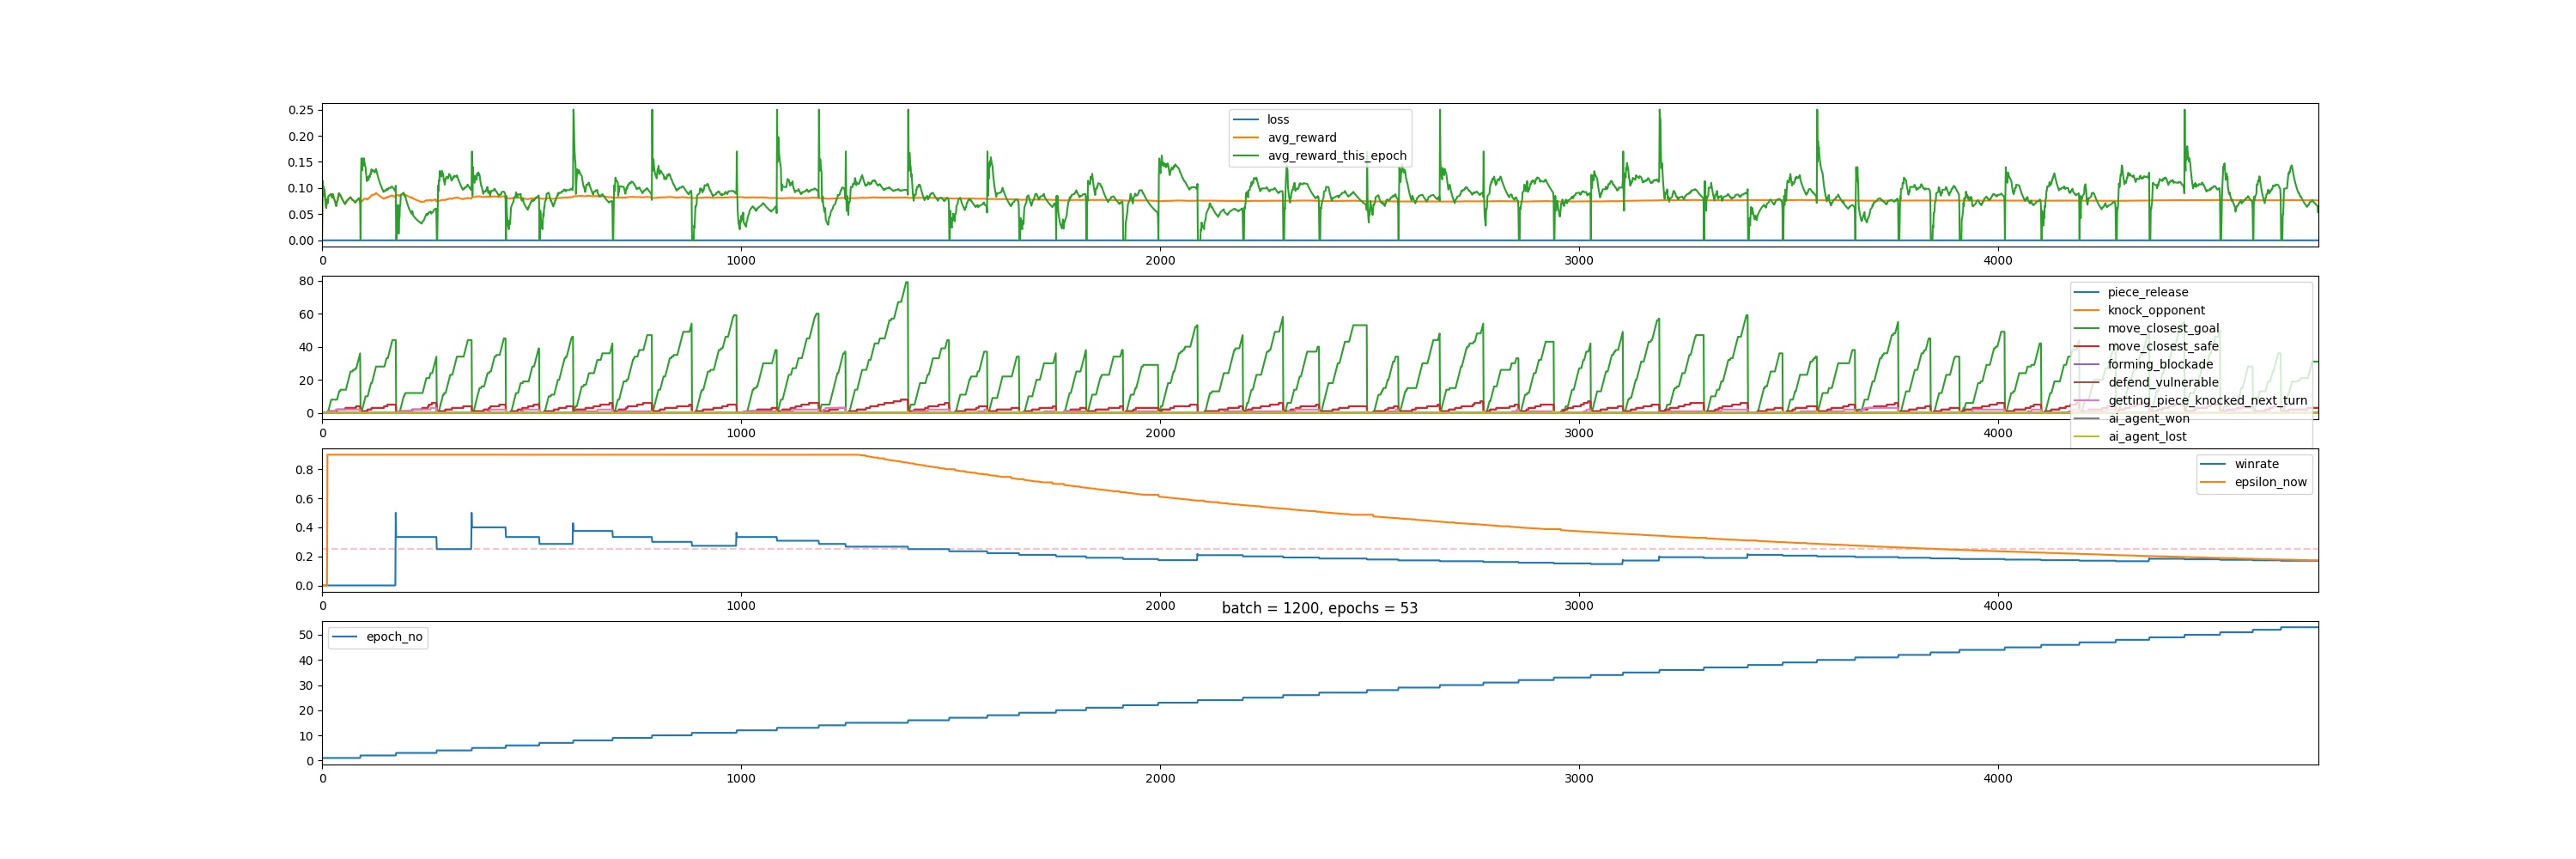 0.25
0.20
0.15
0.10
0.05
0.00
loss
avg_reward
avg_reward_this_epoch
0 1000 2000 3000 4000
80
60
40
20
0
piece_release
knock_opponent
move_closest_goal
move_closest_safe
forming_blockade
defend_vulnerable
getting_piece_knocked_next_turn
ai_agent_won
ai_agent_lost
0 1000 2000 3000 4000
0.8
0.6
0.4
0.2
0.0
winrate
epsilon_now
0 1000 2000 3000 4000
batch = 1200, epochs = 53
50
40
30
20
10
0
epoch_no
0 1000 2000 3000 4000